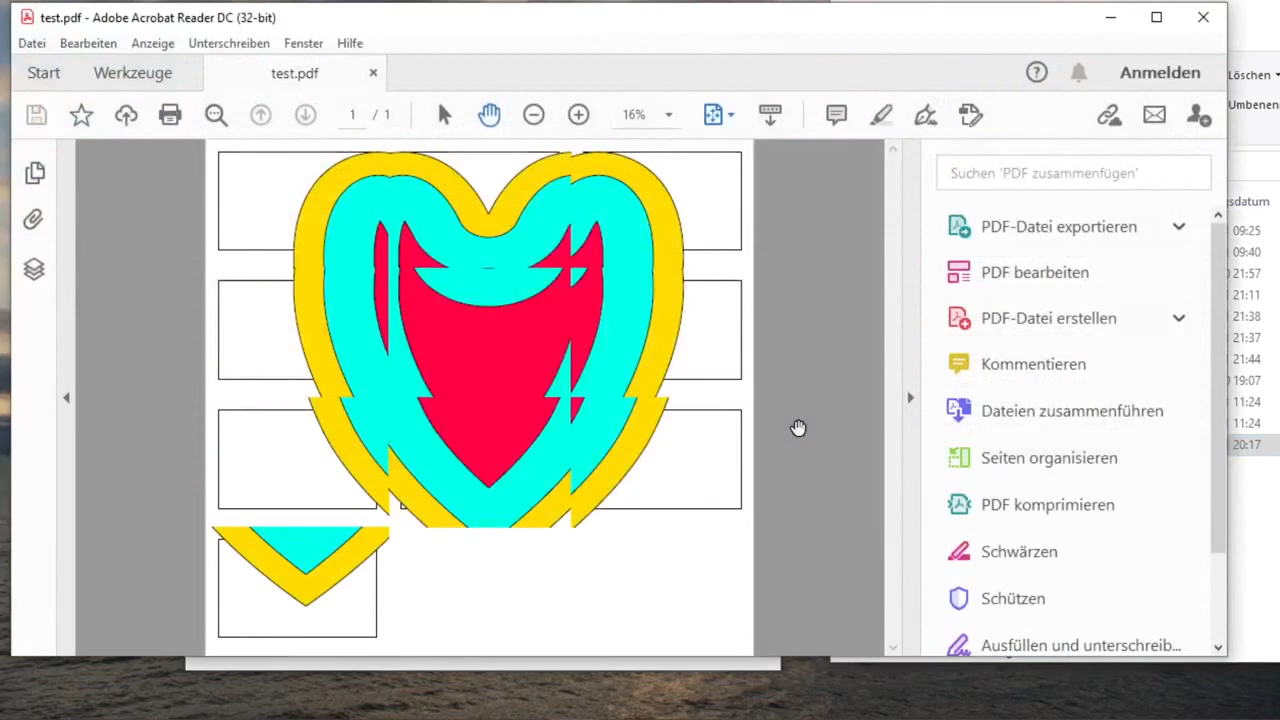 test.pdf - Adobe Acrobat Reader DC (32-bit)
Datei Bearbeiten Anzeige Unterschreiben Fenster Hilfe
Start Werkzeuge test.pdf × Anmelden
1 / 1 16%
Suchen 'PDF zusammenfügen'
PDF-Datei exportieren
PDF bearbeiten
PDF-Datei erstellen
Kommentieren
Dateien zusammenführen
Seiten organisieren
PDF komprimieren
Schwärzen
Schützen
Ausfüllen und unterschreib...
Löschen
Umbenen
gsdatum
09:25
09:40
21:57
21:11
21:38
21:37
21:44
19:07
11:24
11:24
20:17